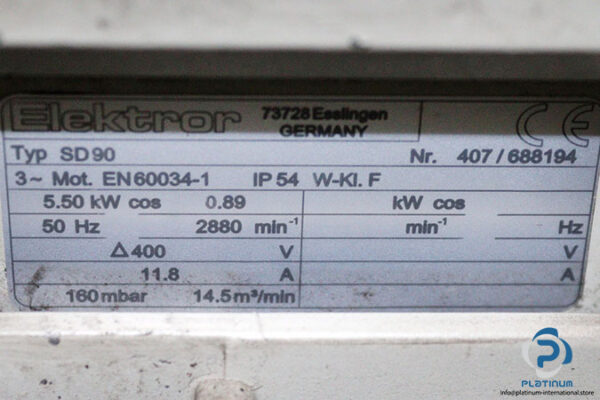 Elektror 73728 Esslingen
GERMANY
CE
Typ SD90 Nr. 407/688194
3~ Mot. EN60034-1 IP54 W-Kl. F
5.50 kW cos 0.89 kW cos
50 Hz 2880 min⁻¹ min⁻¹ Hz
Δ400 V V
11.8 A A
160mbar 14.5m³/min
PLATINUM
info@platinum-international.store